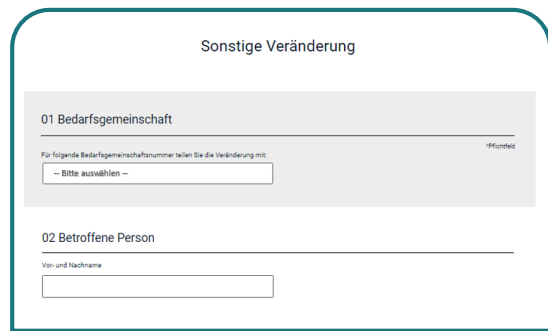 Sonstige Veränderung
01 Bedarfsgemeinschaft
*Pflichtfeld
Für folgende Bedarfsgemeinschaftsnummer teilen Sie die Veränderung mit:
-- Bitte auswählen --
02 Betroffene Person
Vor- und Nachname